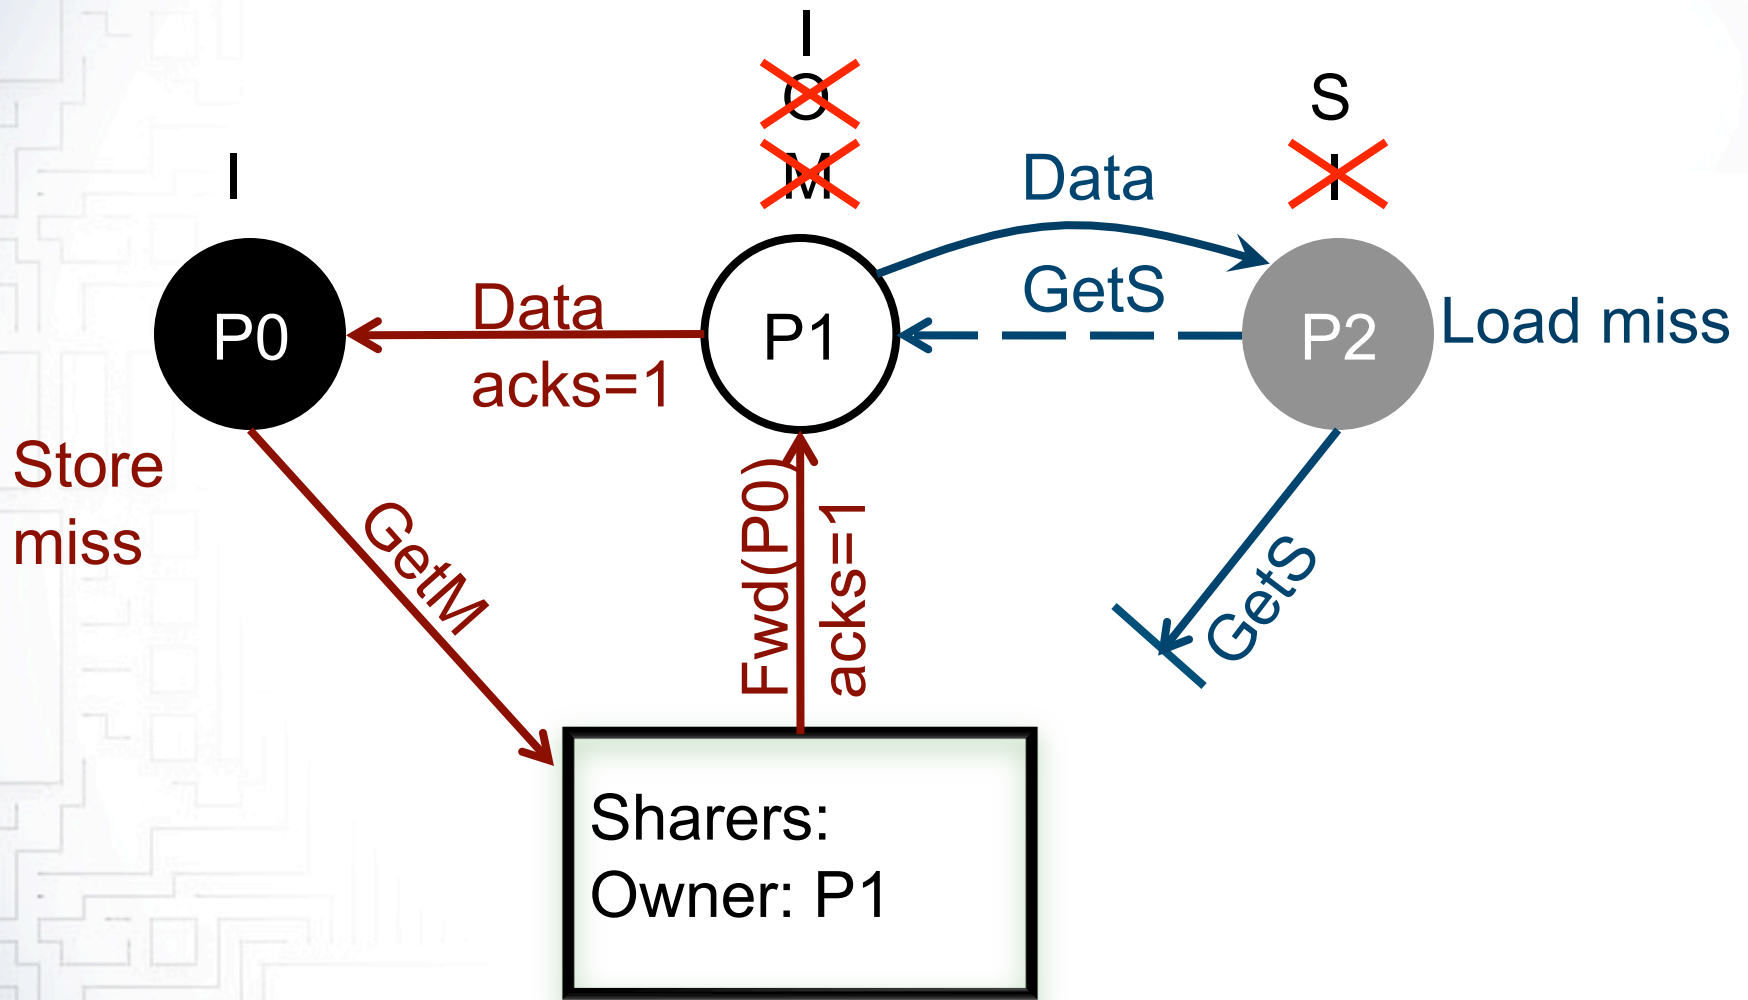 I
O
M
I
S
I
Data
GetS
P0
Data
acks=1
P1
P2
Load miss
Store
miss
GetM
Fwd(P0)
acks=1
GetS
Sharers:
Owner: P1